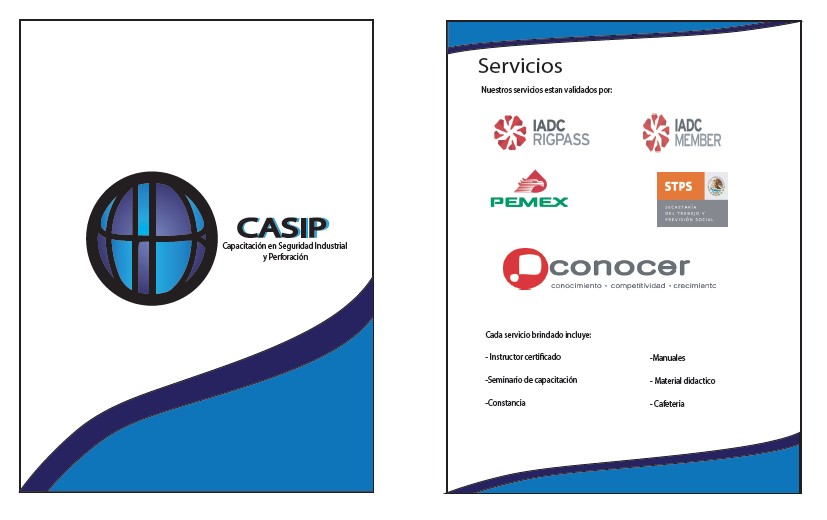 CASIP
Capacitación en Seguridad Industrial
y Perforación
Servicios
Nuestros servicios estan validados por:
IADC
RIGPASS
IADC
MEMBER
PEMEX
STPS
SECRETARÍA
DEL TRABAJO Y
PREVISIÓN SOCIAL
conocer
conocimiento • competitividad • crecimiento
Cada servicio brindado incluye:
- Instructor certificado
-Manuales
-Seminario de capacitación
- Material didactico
-Constancia
- Cafeteria